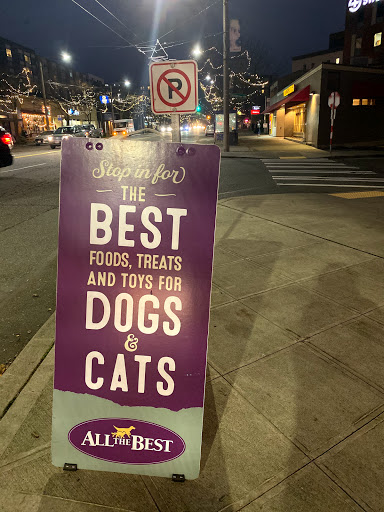 P
Stop in for
THE
BEST
FOODS, TREATS
AND TOYS FOR
DOGS
&
CATS
ALL THE BEST